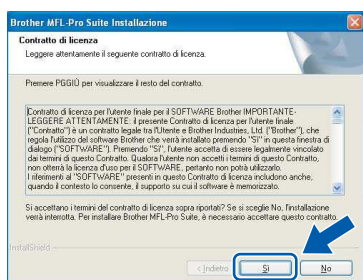 Brother MFL-Pro Suite Installazione
Contratto di licenza
Leggere attentamente il seguente contratto di licenza.
Premere PGGIÙ per visualizzare il resto del contratto.
Contratto di licenza per l'utente finale per il SOFTWARE Brother IMPORTANTE-
LEGGERE ATTENTAMENTE: il presente Contratto di licenza per l'utente finale
("Contratto") è un contratto legale tra l'Utente e Brother Industries, Ltd. ("Brother"), che
regola l'utilizzo del software Brother che verrà installato premendo "Sì" in questa finestra di
dialogo ("SOFTWARE"). Premendo "Sì", l'utente accetta di essere legalmente vincolato
dai termini di questo Contratto. Qualora l'utente non accetti i termini di questo Contratto,
non otterrà la licenza d'uso per il SOFTWARE, pertanto non potrà utilizzarlo.
I riferimenti al "SOFTWARE" presenti in questo Contratto di licenza includono anche,
quando il contesto lo consente, il supporto su cui il software è memorizzato.
Si accettano i termini del contratto di licenza sopra riportati? Se si sceglie No, l'installazione
verrà interrotta. Per installare Brother MFL-Pro Suite, è necessario accettare questo contratto.
InstallShield
< Indietro
Sì
No